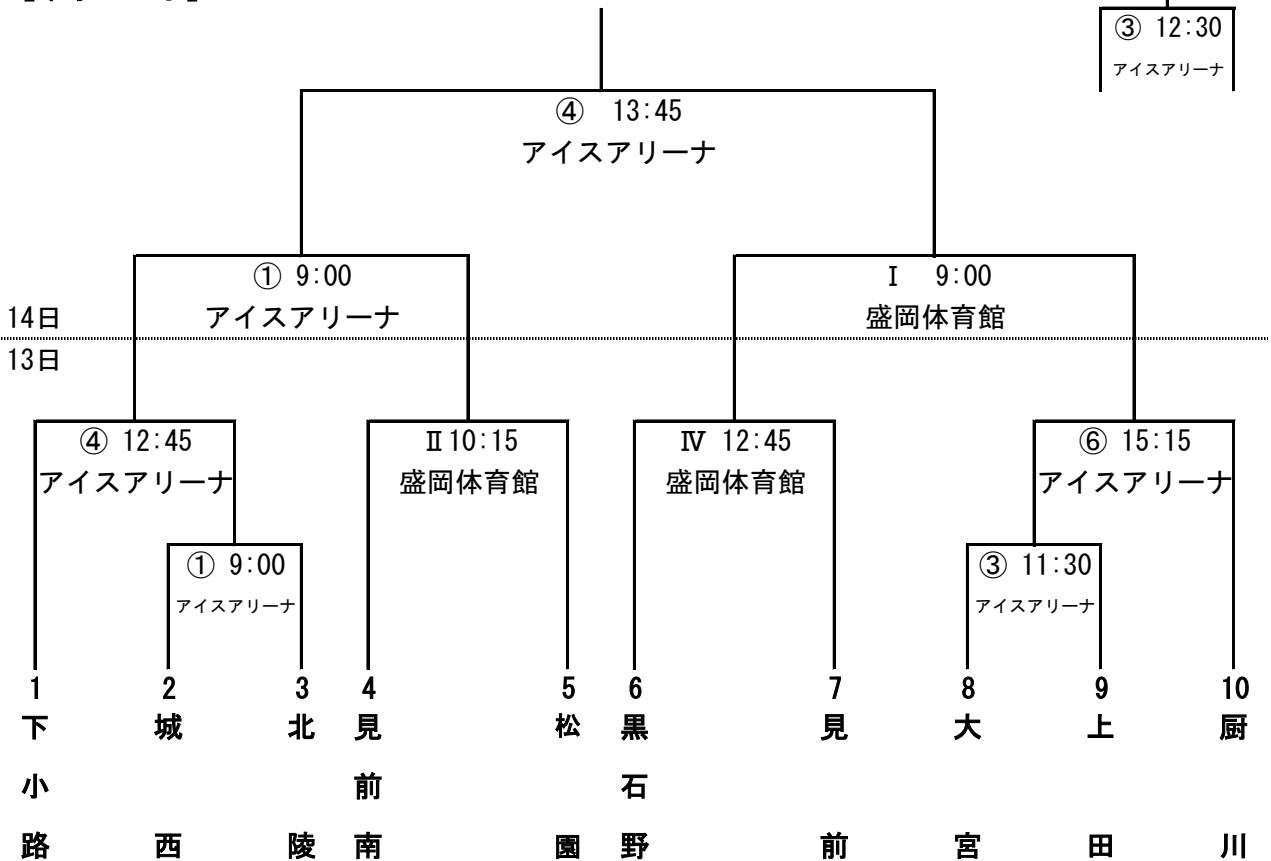 ③ 12:30
アイスアリーナ
④ 13:45
アイスアリーナ
① 9:00
アイスアリーナ
Ⅰ 9:00
盛岡体育館
14日
13日
④ 12:45
アイスアリーナ
Ⅱ 10:15
盛岡体育館
Ⅳ 12:45
盛岡体育館
⑥ 15:15
アイスアリーナ
① 9:00
アイスアリーナ
③ 11:30
アイスアリーナ
1 下小路
2 城西
3 北陵
4 見前南
5 松園
6 黒石野
7 見前
8 大宮
9 上田
10 厨川